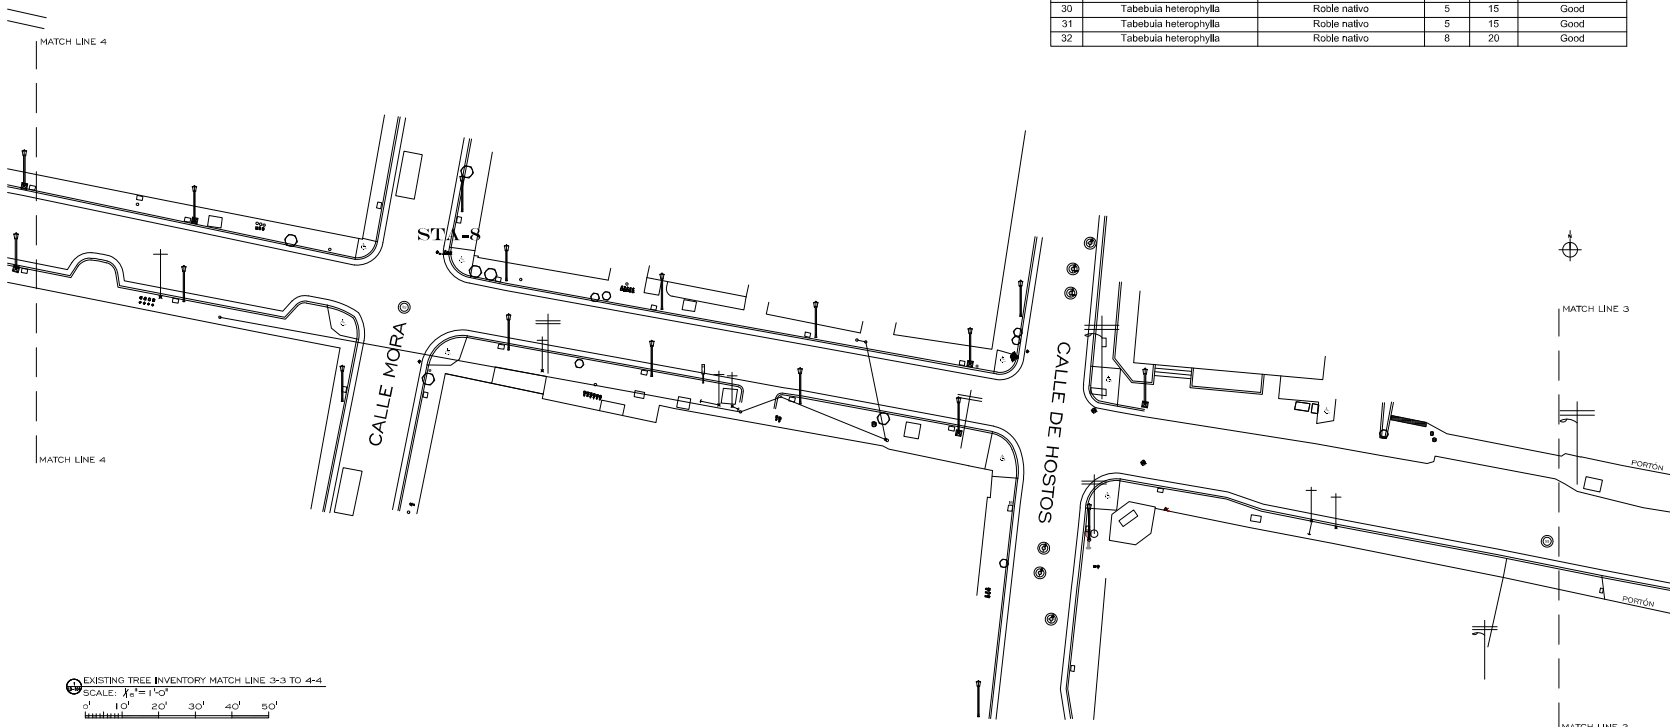 30 Tabebuia heterophylla Roble nativo 5 15 Good
31 Tabebuia heterophylla Roble nativo 5 15 Good
32 Tabebuia heterophylla Roble nativo 8 20 Good
MATCH LINE 4
STA-8
N
MATCH LINE 3
CALLE MORA
CALLE DE HOSTOS
MATCH LINE 4
PORTÓN
PORTÓN
EXISTING TREE INVENTORY MATCH LINE 3-3 TO 4-4
SCALE: 1/8"=1'-0"
0' 10' 20' 30' 40' 50'
MATCH LINE 3